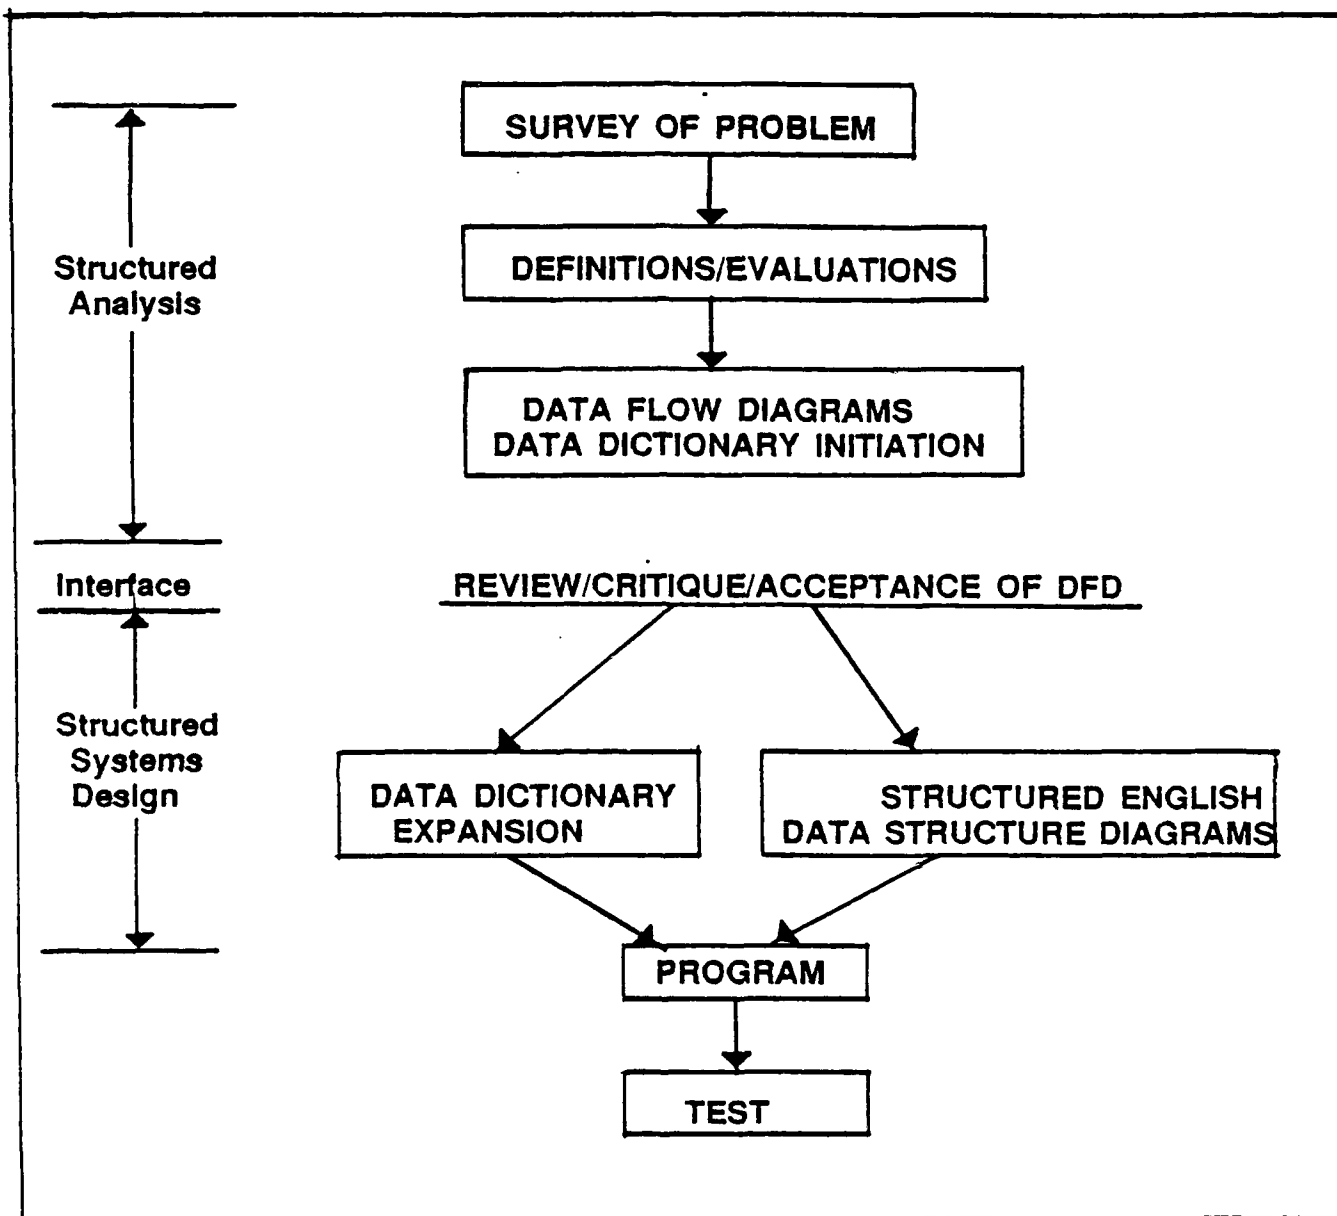 SURVEY OF PROBLEM
DEFINITIONS/EVALUATIONS
Structured
Analysis
DATA FLOW DIAGRAMS
DATA DICTIONARY INITIATION
Interface
REVIEW/CRITIQUE/ACCEPTANCE OF DFD
Structured
Systems
Design
DATA DICTIONARY
EXPANSION
STRUCTURED ENGLISH
DATA STRUCTURE DIAGRAMS
PROGRAM
TEST